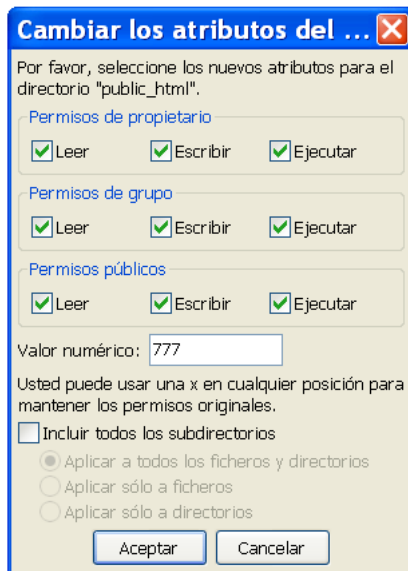 Cambiar los atributos del ...
Por favor, seleccione los nuevos atributos para el
directorio "public_html".
Permisos de propietario
Leer Escribir Ejecutar
Permisos de grupo
Leer Escribir Ejecutar
Permisos públicos
Leer Escribir Ejecutar
Valor numérico: 777
Usted puede usar una x en cualquier posición para
mantener los permisos originales.
Incluir todos los subdirectorios
Aplicar a todos los ficheros y directorios
Aplicar sólo a ficheros
Aplicar sólo a directorios
Aceptar Cancelar